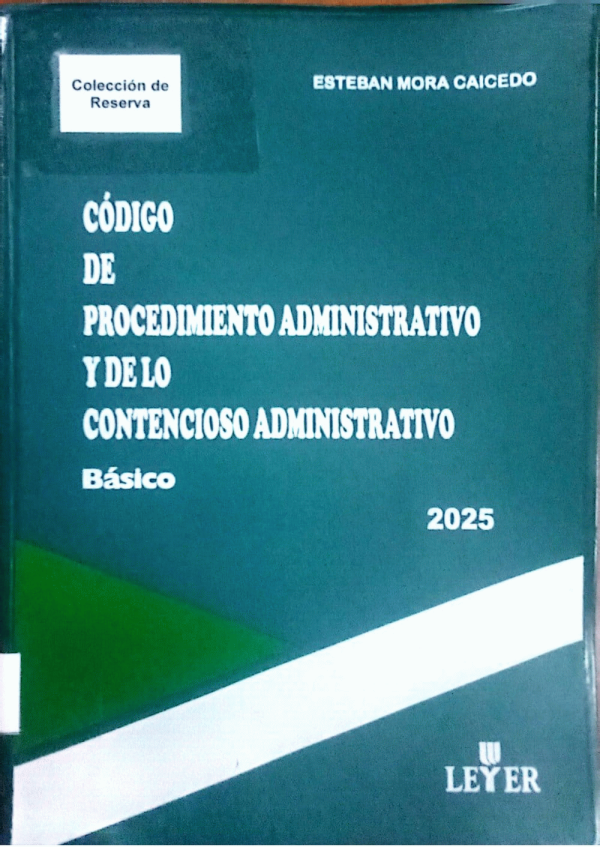 Colección de
Reserva
ESTEBAN MORA CAICEDO
CÓDIGO
DE
PROCEDIMIENTO ADMINISTRATIVO
Y DE LO
CONTENCIOSO ADMINISTRATIVO
Básico
2025
LEYER